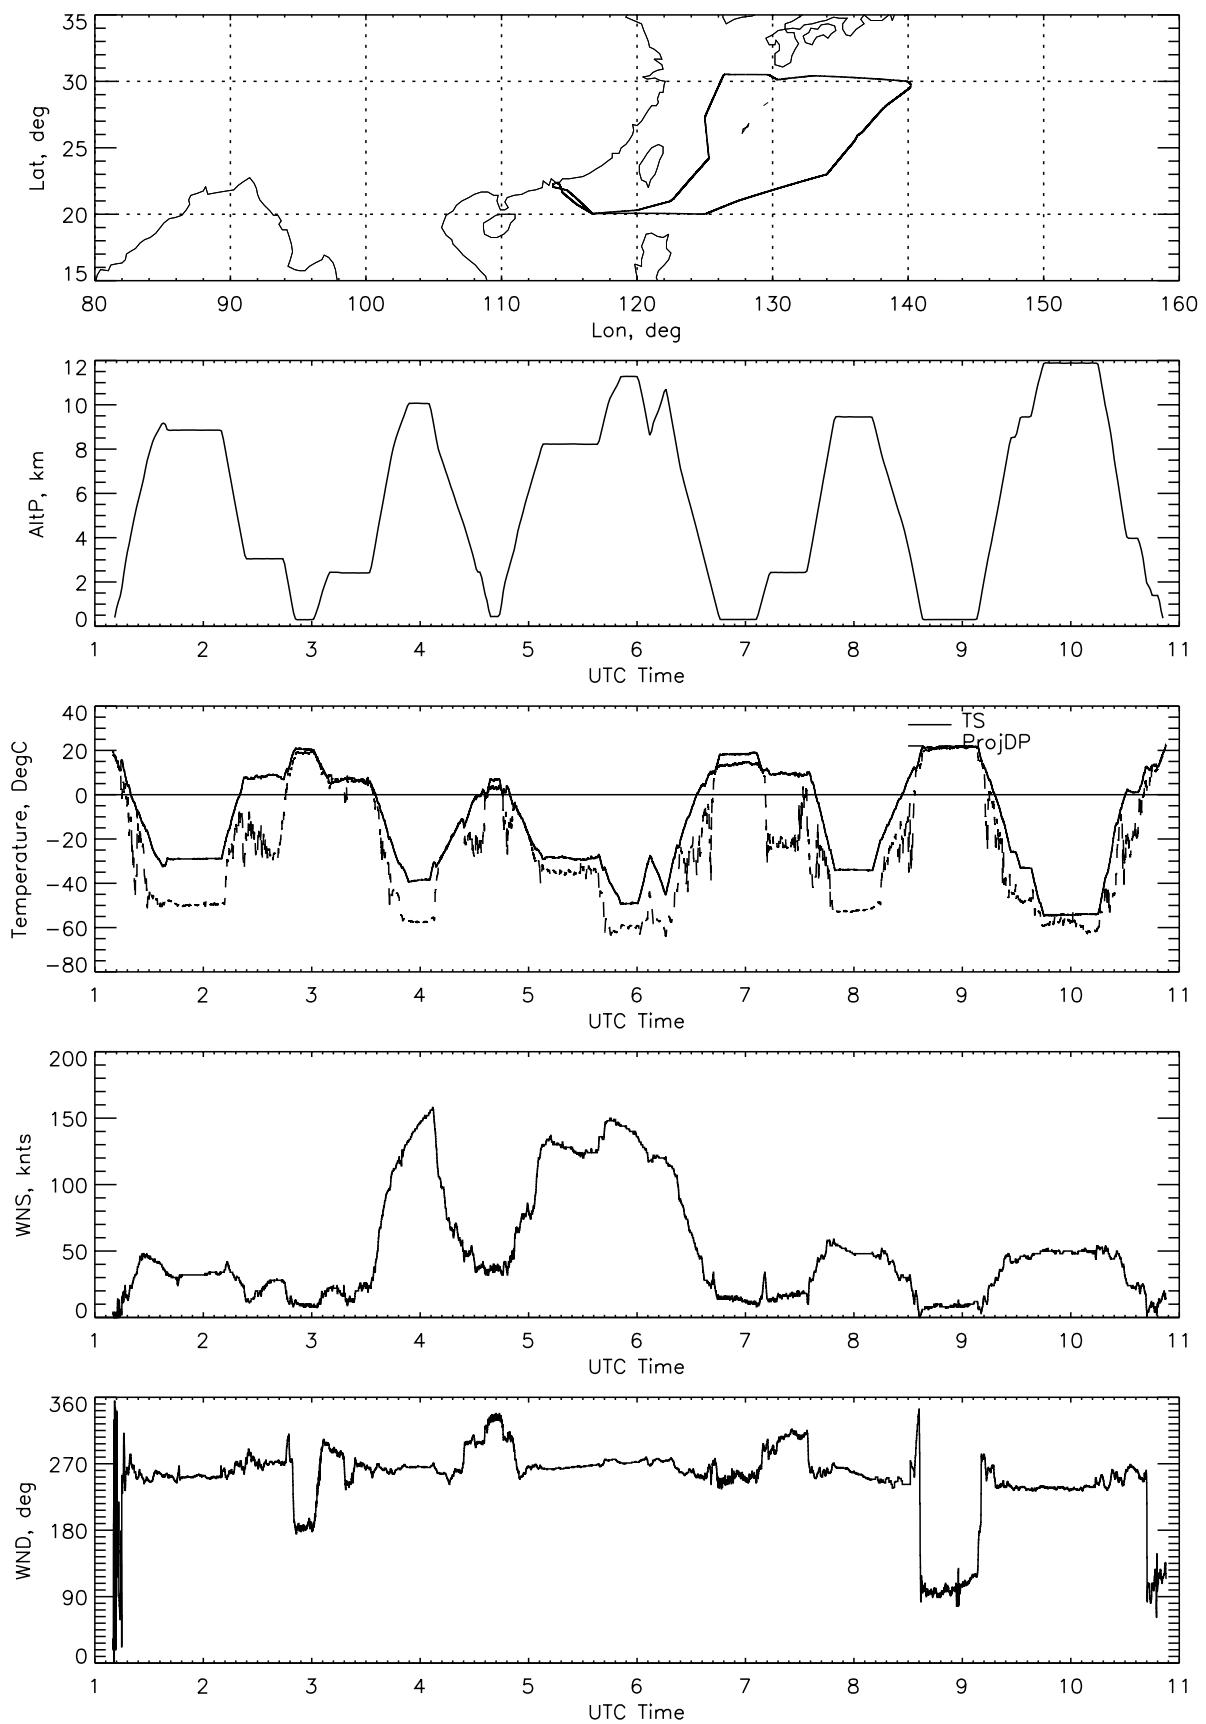 35
30
25
20
15
Lat, deg
80 90 100 110 120 130 140 150 160
Lon, deg
12
10
8
6
4
2
0
AltP, km
1 2 3 4 5 6 7 8 9 10 11
UTC Time
40
20
0
−20
−40
−60
−80
Temperature, DegC
TS
ProjDP
1 2 3 4 5 6 7 8 9 10 11
UTC Time
200
150
100
50
0
WNS, knts
1 2 3 4 5 6 7 8 9 10 11
UTC Time
360
270
180
90
0
WND, deg
1 2 3 4 5 6 7 8 9 10 11
UTC Time